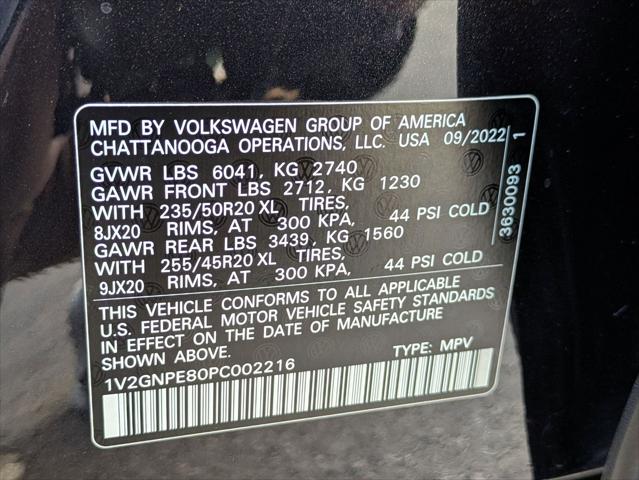 MFD BY VOLKSWAGEN GROUP OF AMERICA
CHATTANOOGA OPERATIONS, LLC. USA 09/2022
GVWR LBS 6041, KG 2740
GAWR FRONT LBS 2712, KG 1230
WITH 235/50R20 XL TIRES,
8JX20 RIMS, AT 300 KPA, 44 PSI COLD
GAWR REAR LBS 3439, KG 1560
WITH 255/45R20 XL TIRES,
9JX20 RIMS, AT 300 KPA, 44 PSI COLD
THIS VEHICLE CONFORMS TO ALL APPLICABLE
U.S. FEDERAL MOTOR VEHICLE SAFETY STANDARDS
IN EFFECT ON THE DATE OF MANUFACTURE
SHOWN ABOVE.
TYPE: MPV
1V2GNPE80PC002216
3630093 1